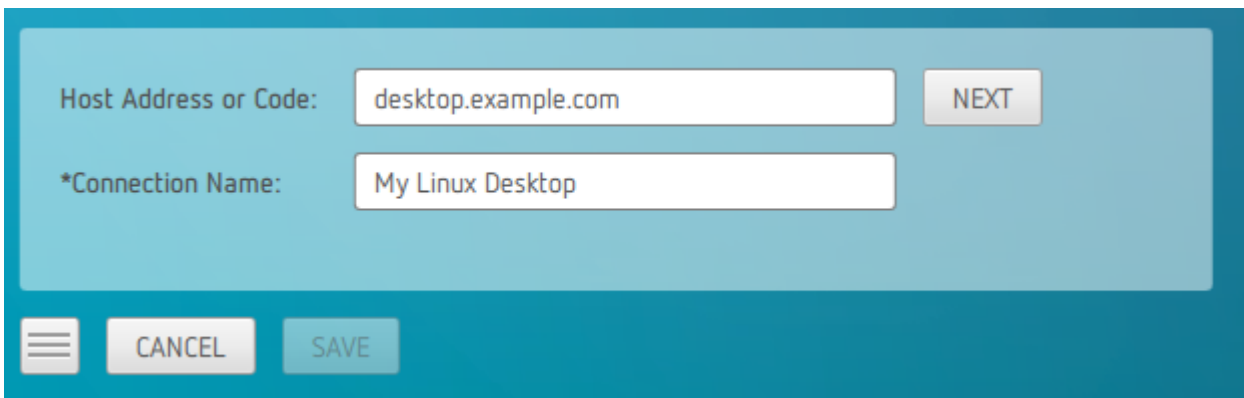 Host Address or Code: desktop.example.com NEXT
*Connection Name: My Linux Desktop
CANCEL SAVE